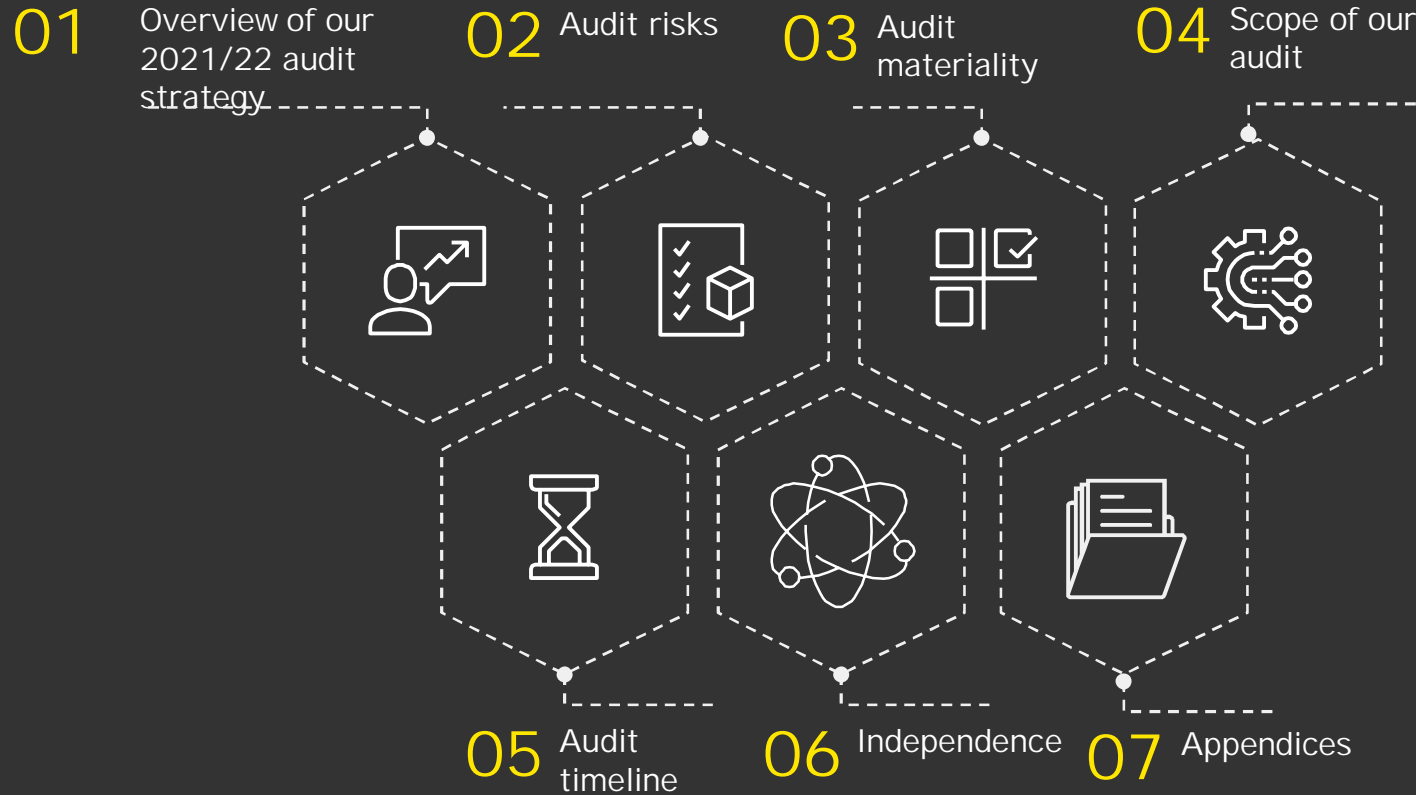 01
Overview of our
2021/22 audit
strategy
02
Audit risks
03
Audit
materiality
04
Scope of our
audit
05
Audit
timeline
06
Independence
07
Appendices